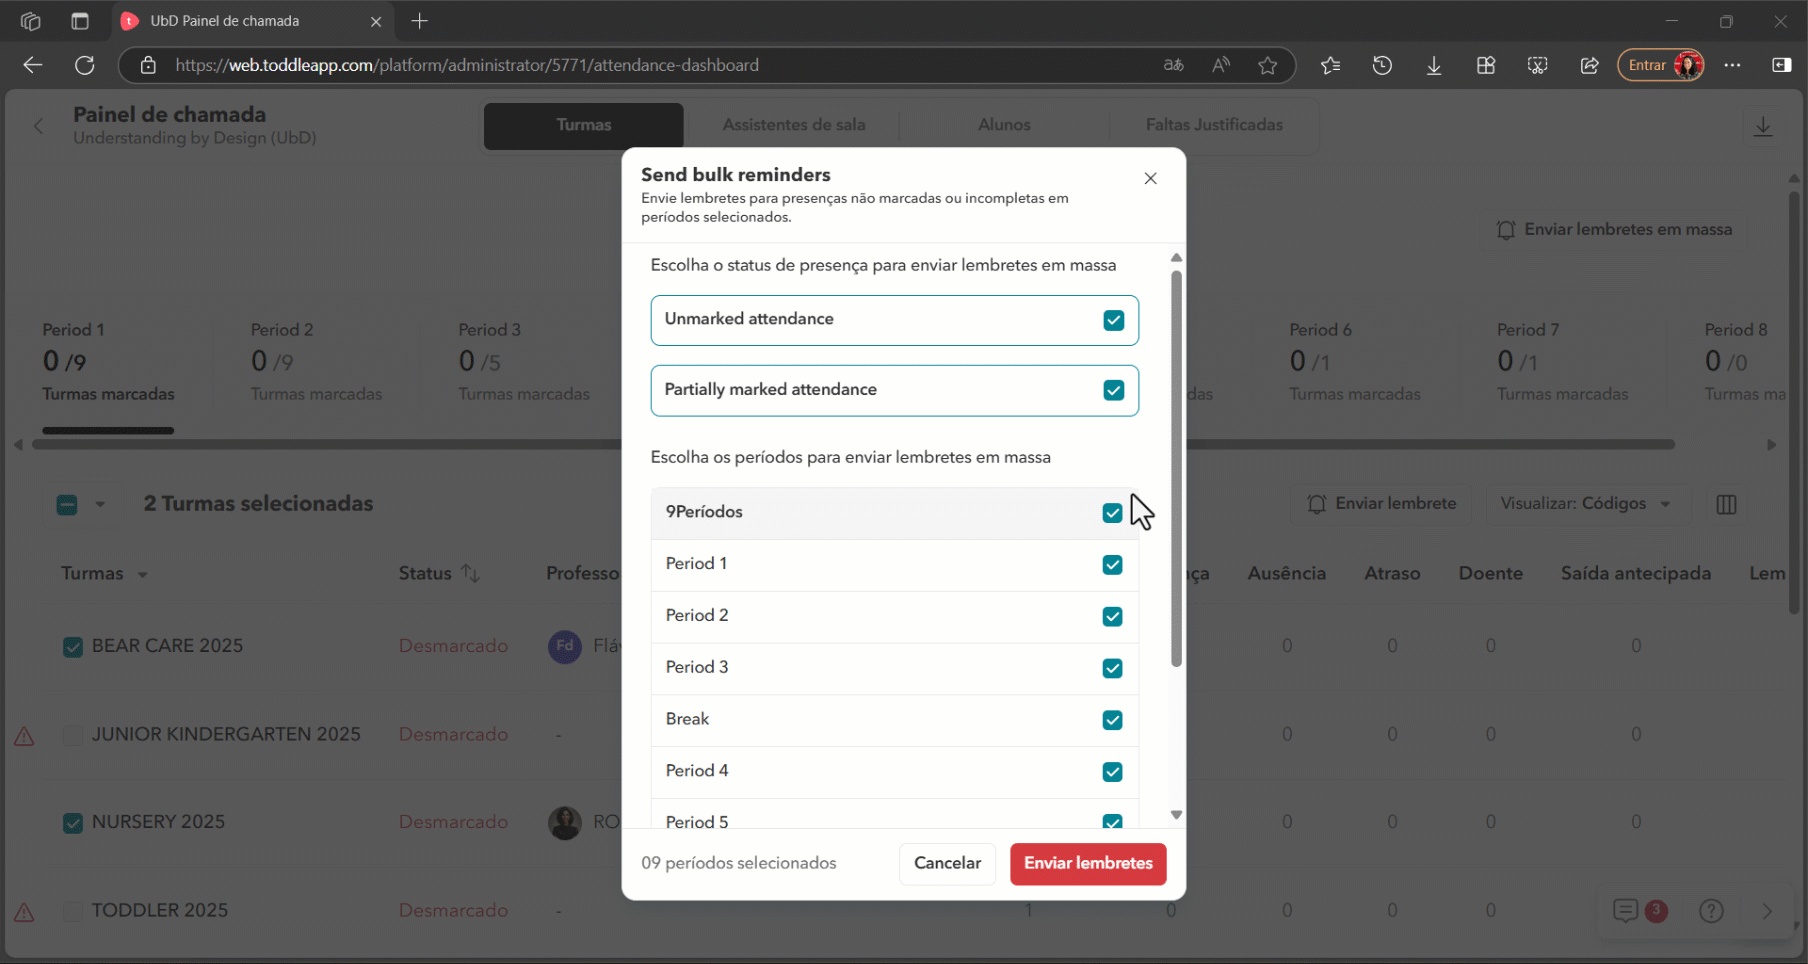 UbD Painel de chamada
https://web.toddleapp.com/platform/administrator/5771/attendance-dashboard
Entrar
Painel de chamada
Understanding by Design (UbD)
Turmas
Assistentes de sala
Alunos
Faltas Justificadas
Enviar lembretes em massa
Send bulk reminders
Envie lembretes para presenças não marcadas ou incompletas em
períodos selecionados.
Escolha o status de presença para enviar lembretes em massa
Unmarked attendance
Partially marked attendance
Escolha os períodos para enviar lembretes em massa
9Períodos
Period 1
Period 2
Period 3
Break
Period 4
Period 5
09 períodos selecionados
Cancelar
Enviar lembretes
Period 1
0 /9
Turmas marcadas
Period 2
0 /9
Turmas marcadas
Period 3
0 /5
Turmas marcadas
das
Period 6
0 /1
Turmas marcadas
Period 7
0 /1
Turmas marcadas
Period 8
0 /0
Turmas ma
2 Turmas selecionadas
Enviar lembrete
Visualizar: Códigos
Turmas Status Professo ça Ausência Atraso Doente Saída antecipada Lem
BEAR CARE 2025 Desmarcado Fd Fláv 0 0 0 0
JUNIOR KINDERGARTEN 2025 Desmarcado - 0 0 0 0
NURSERY 2025 Desmarcado RO 0 0 0 0
TODDLER 2025 Desmarcado - 1 0 0 0 0
3